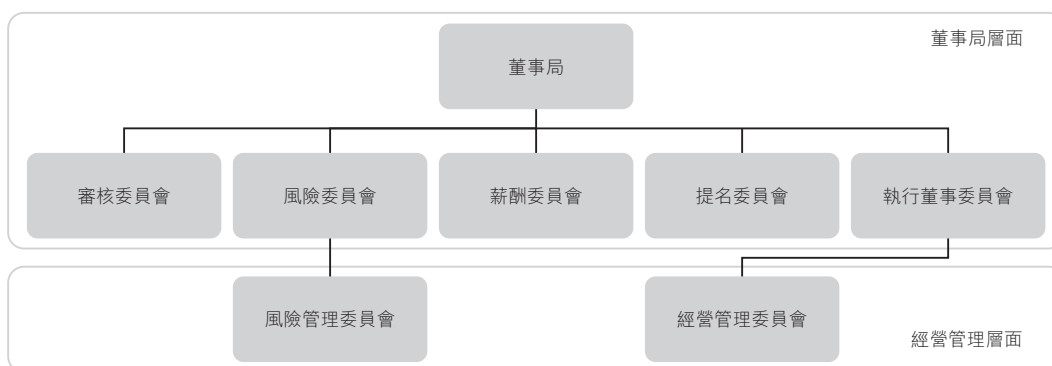 董事局層面
董事局
審核委員會
風險委員會
薪酬委員會
提名委員會
執行董事委員會
風險管理委員會
經營管理委員會
經營管理層面